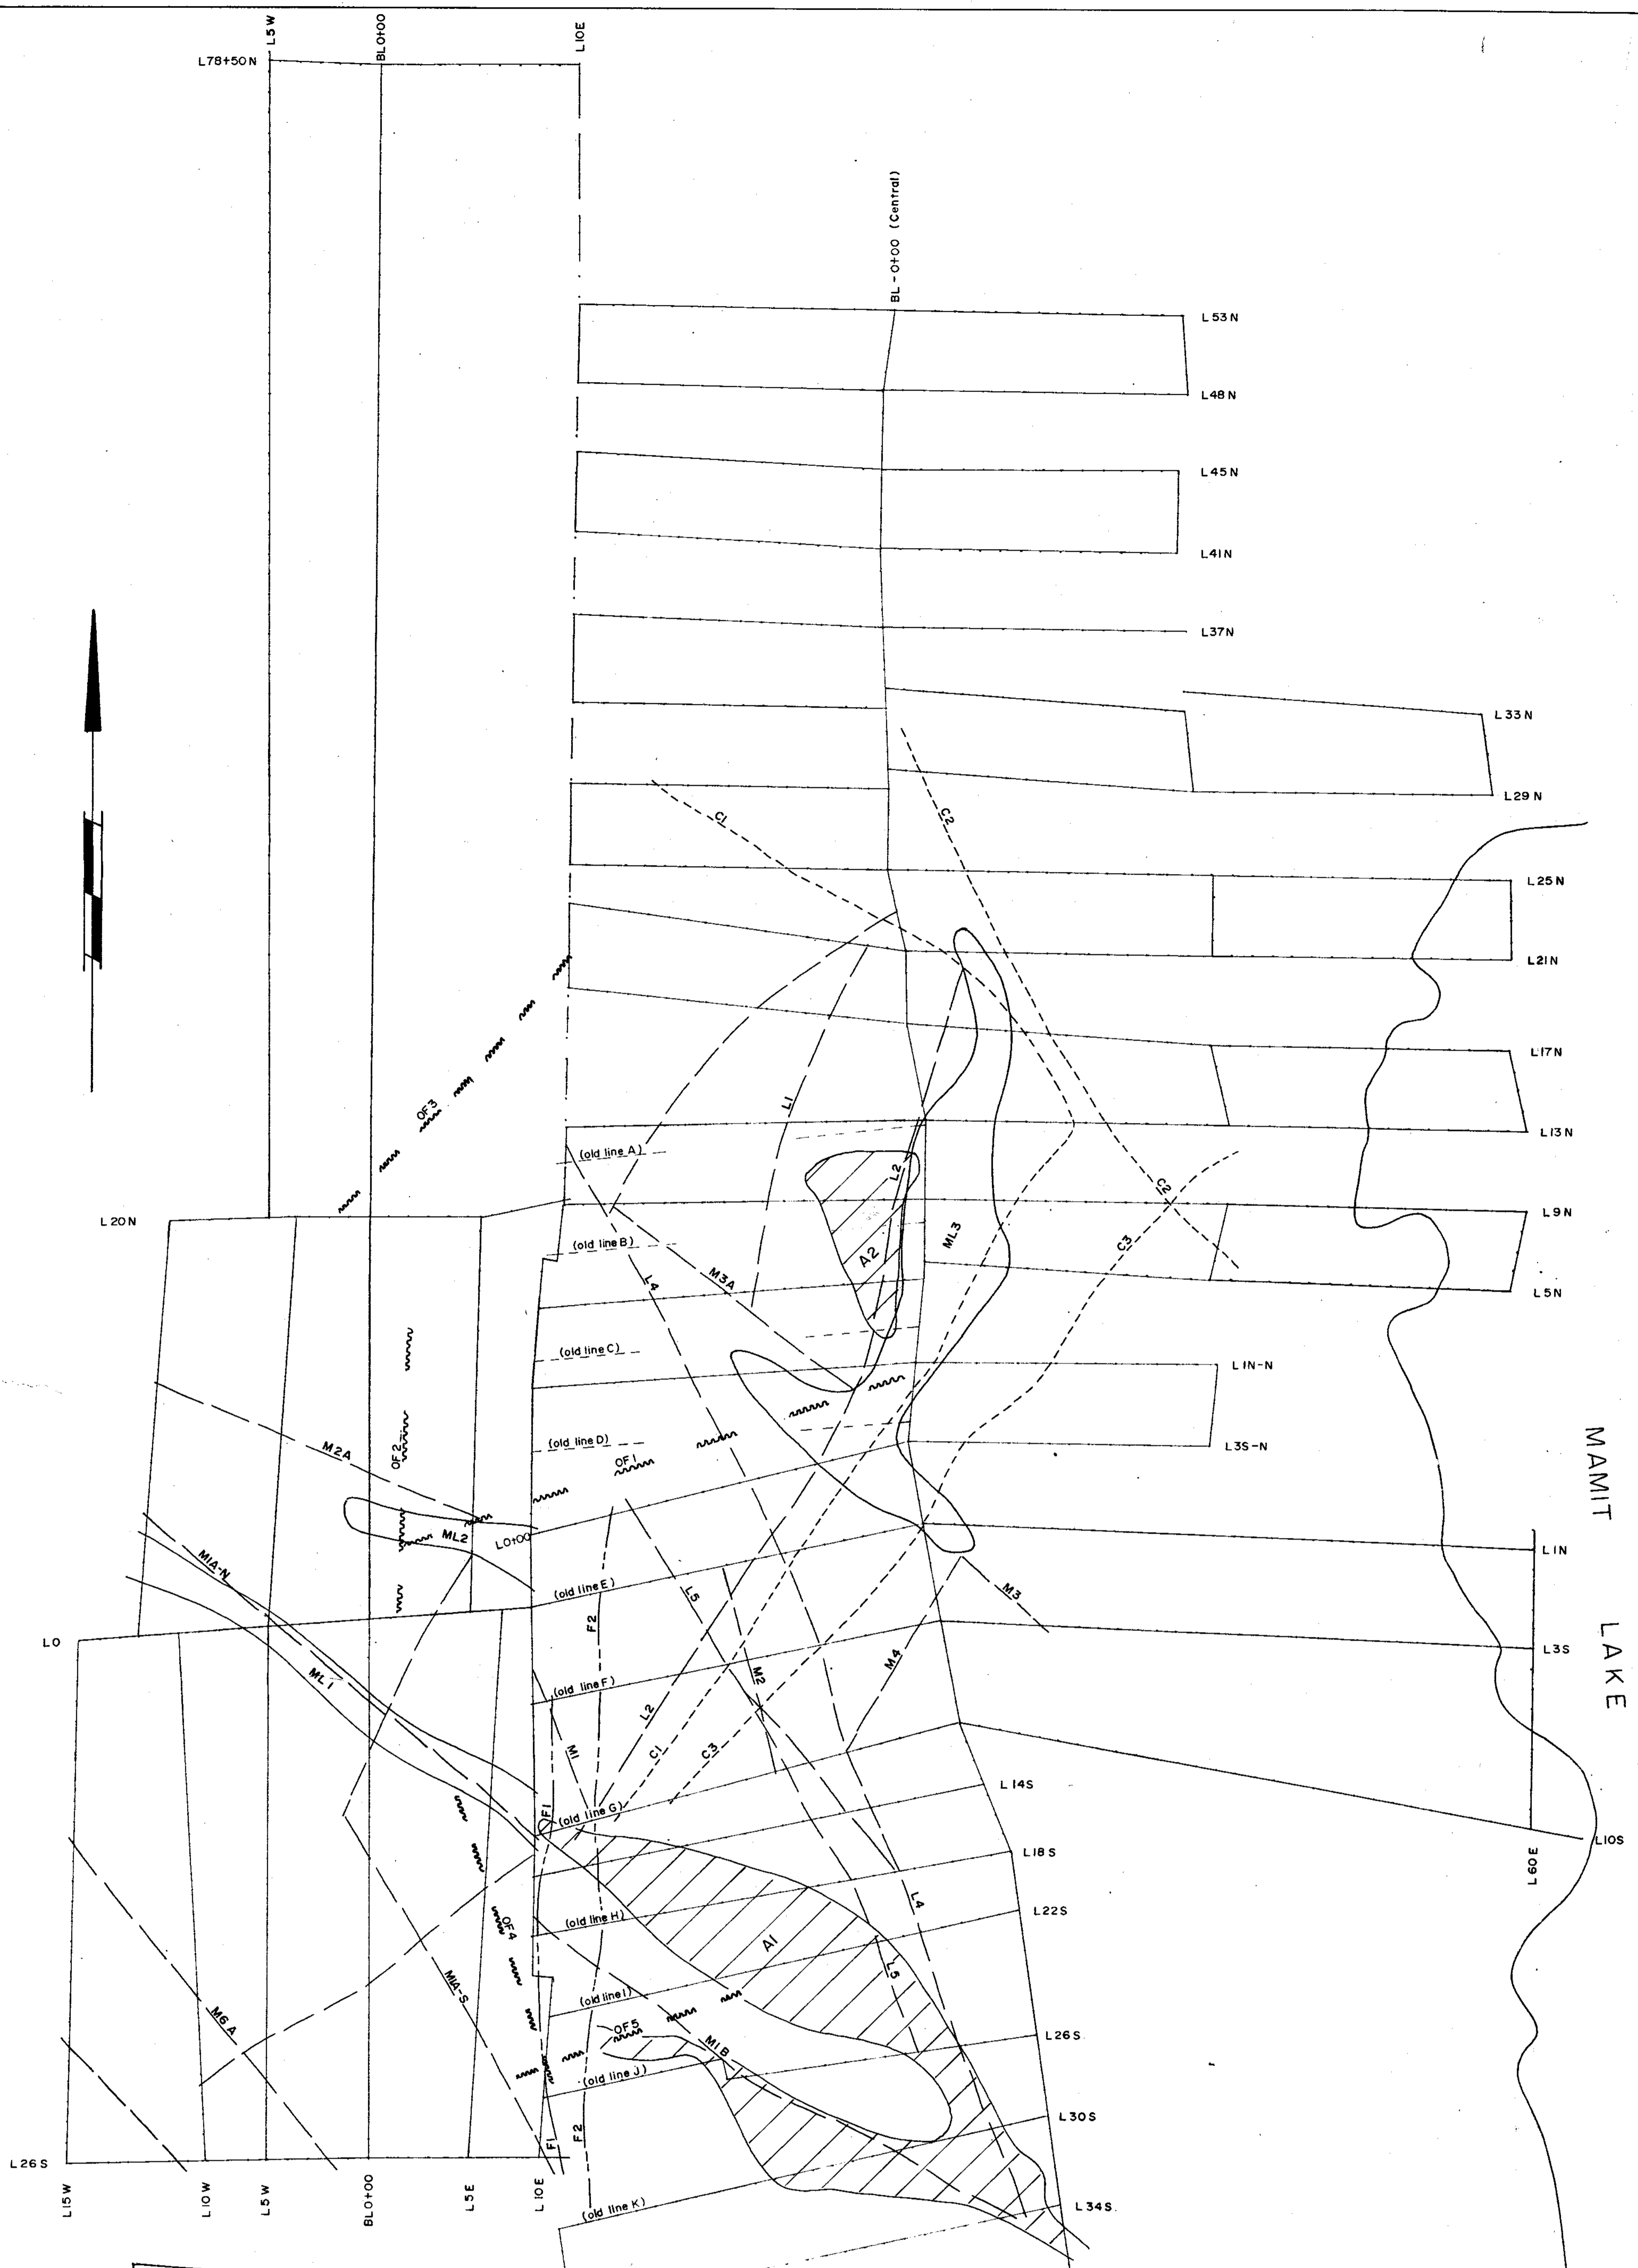 L5W
BL0+00
L10E
L78+50N
BL - 0+00 (Central)
L53N
L48N
L45N
L41N
L37N
L33N
L29N
C1
C2
L25N
L21N
L17N
OF3
L1
L13N
(old line A)
L2
C2
L20N
L9N
ML3
(old line B)
A2
C3
M3A
L4
L5N
(old line C)
L1N-N
M2A
OF2
(old line D)
L3S-N
OF1
MAMIT
LAKE
ML2
L0+00
L1N
M1A-N
(old line E)
L5
M3
F2
L0
L3S
M4
M2
ML1
(old line F)
L2
M1
C1
C3
L14S
F1
(old line G)
L10S
L18S
L60E
L4
(old line H)
L22S
OF4
A1
L5
M1A-S
(old line I)
M6A
OF5
L26S
M1B
(old line J)
L30S
F2
F1
L26S
L15W
L10W
L5W
BL0+00
L5E
L10E
(old line K)
L34S.